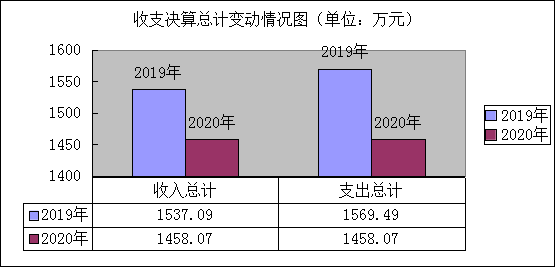 收支决算总计变动情况图（单位：万元）
1600
1550
1500
1450
1400
2019年
2020年
2019年
2020年
2019年
2020年
收入总计 支出总计
2019年 1537.09 1569.49
2020年 1458.07 1458.07